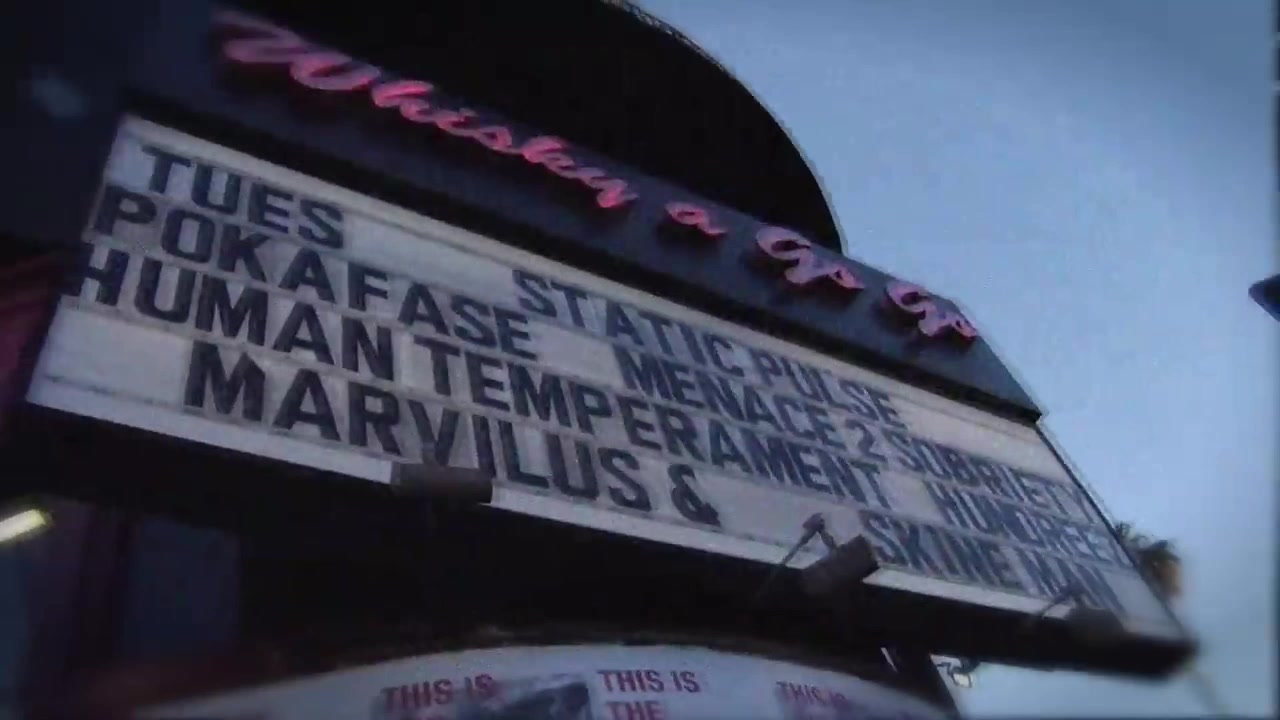 Whisky a Go Go
TUES STATIC PULSE
POKAFASE MENACE 2 SOBRIETY
HUMAN TEMPERAMENT HUNDREE
MARVILUS & SKINE MAN
THIS IS THIS IS THIS IS
THE